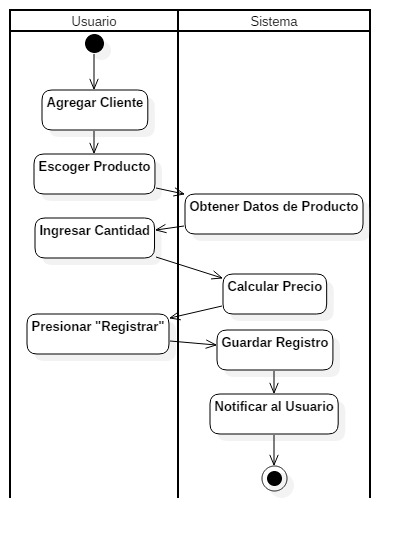 Usuario
Sistema
Agregar Cliente
Escoger Producto
Obtener Datos de Producto
Ingresar Cantidad
Calcular Precio
Presionar "Registrar"
Guardar Registro
Notificar al Usuario